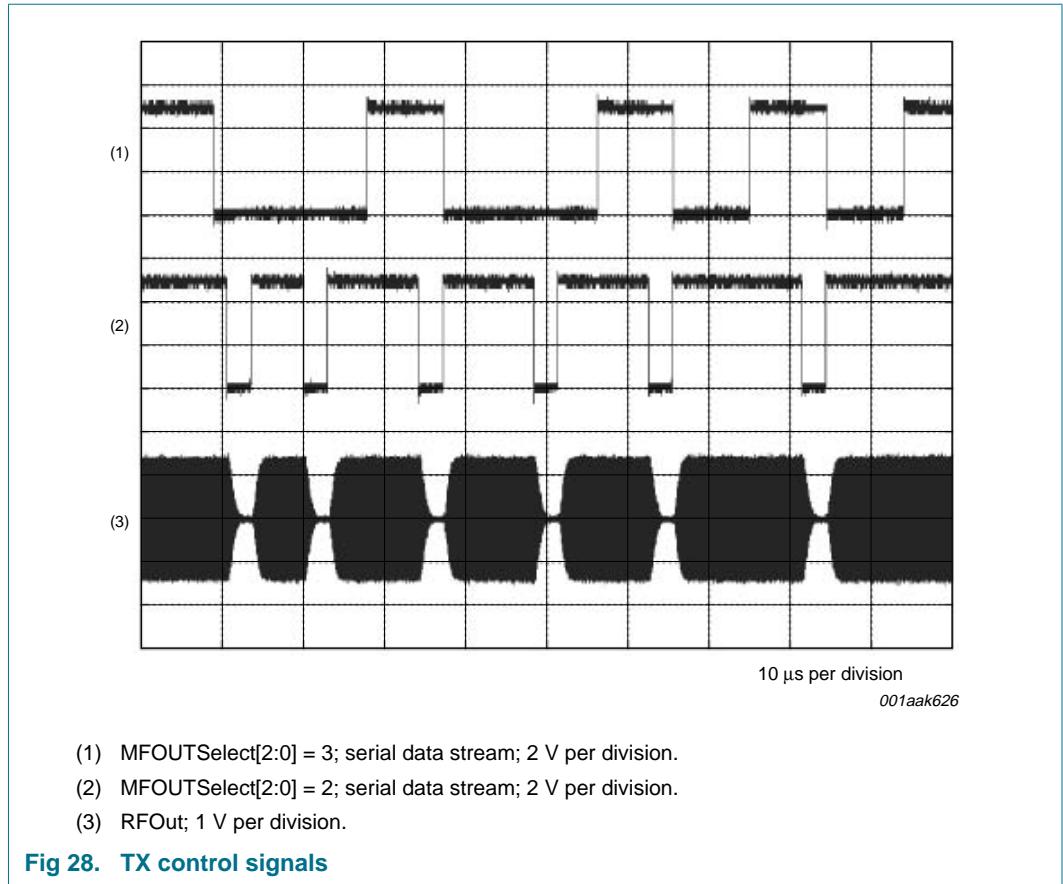 (1)
(2)
(3)
10 μs per division
001aak626
(1) MFOUTSelect[2:0] = 3; serial data stream; 2 V per division.
(2) MFOUTSelect[2:0] = 2; serial data stream; 2 V per division.
(3) RFOut; 1 V per division.
Fig 28. TX control signals